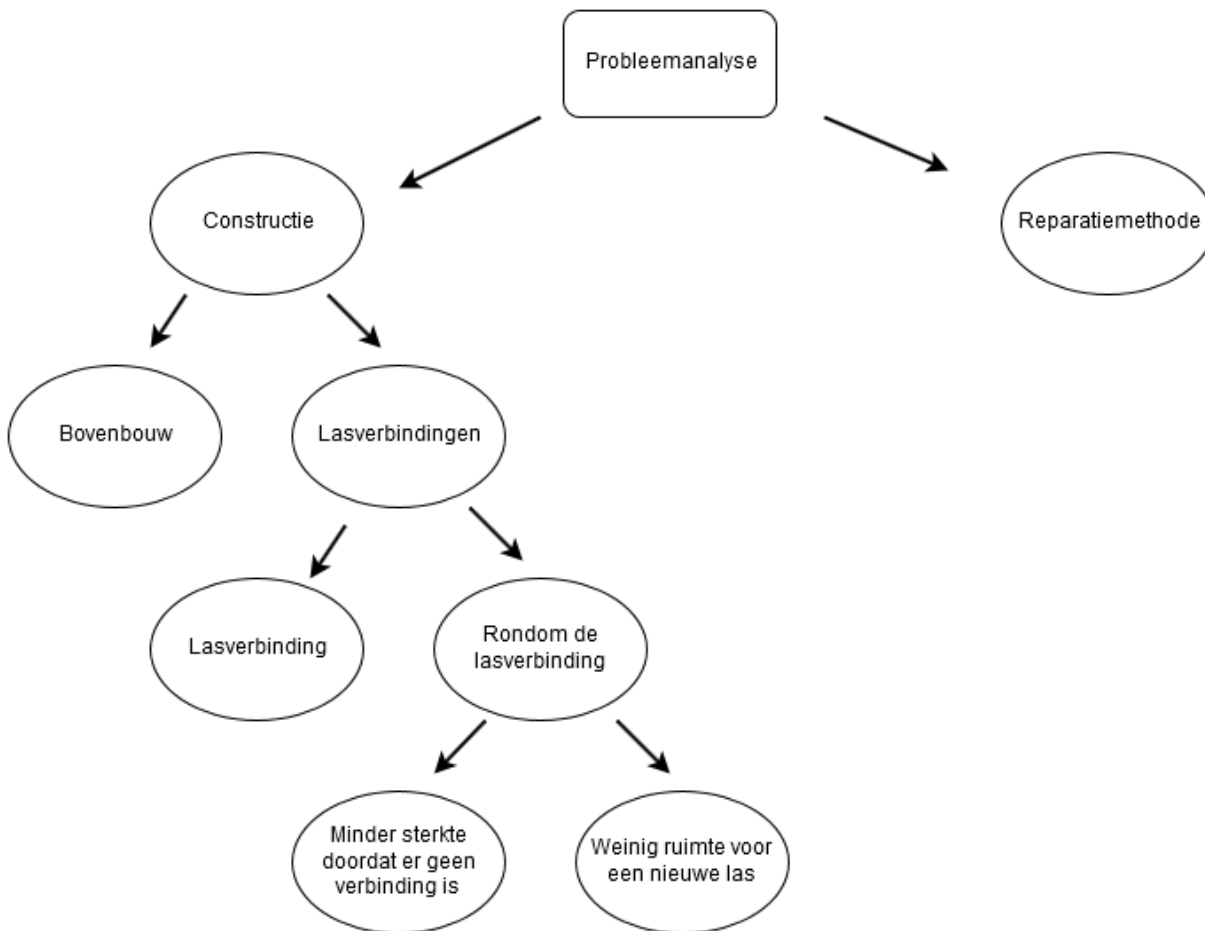 Probleemanalyse
Constructie
Reparatiemethode
Bovenbouw
Lasverbindingen
Lasverbinding
Rondom de
lasverbinding
Minder sterkte
doordat er geen
verbinding is
Weinig ruimte voor
een nieuwe las